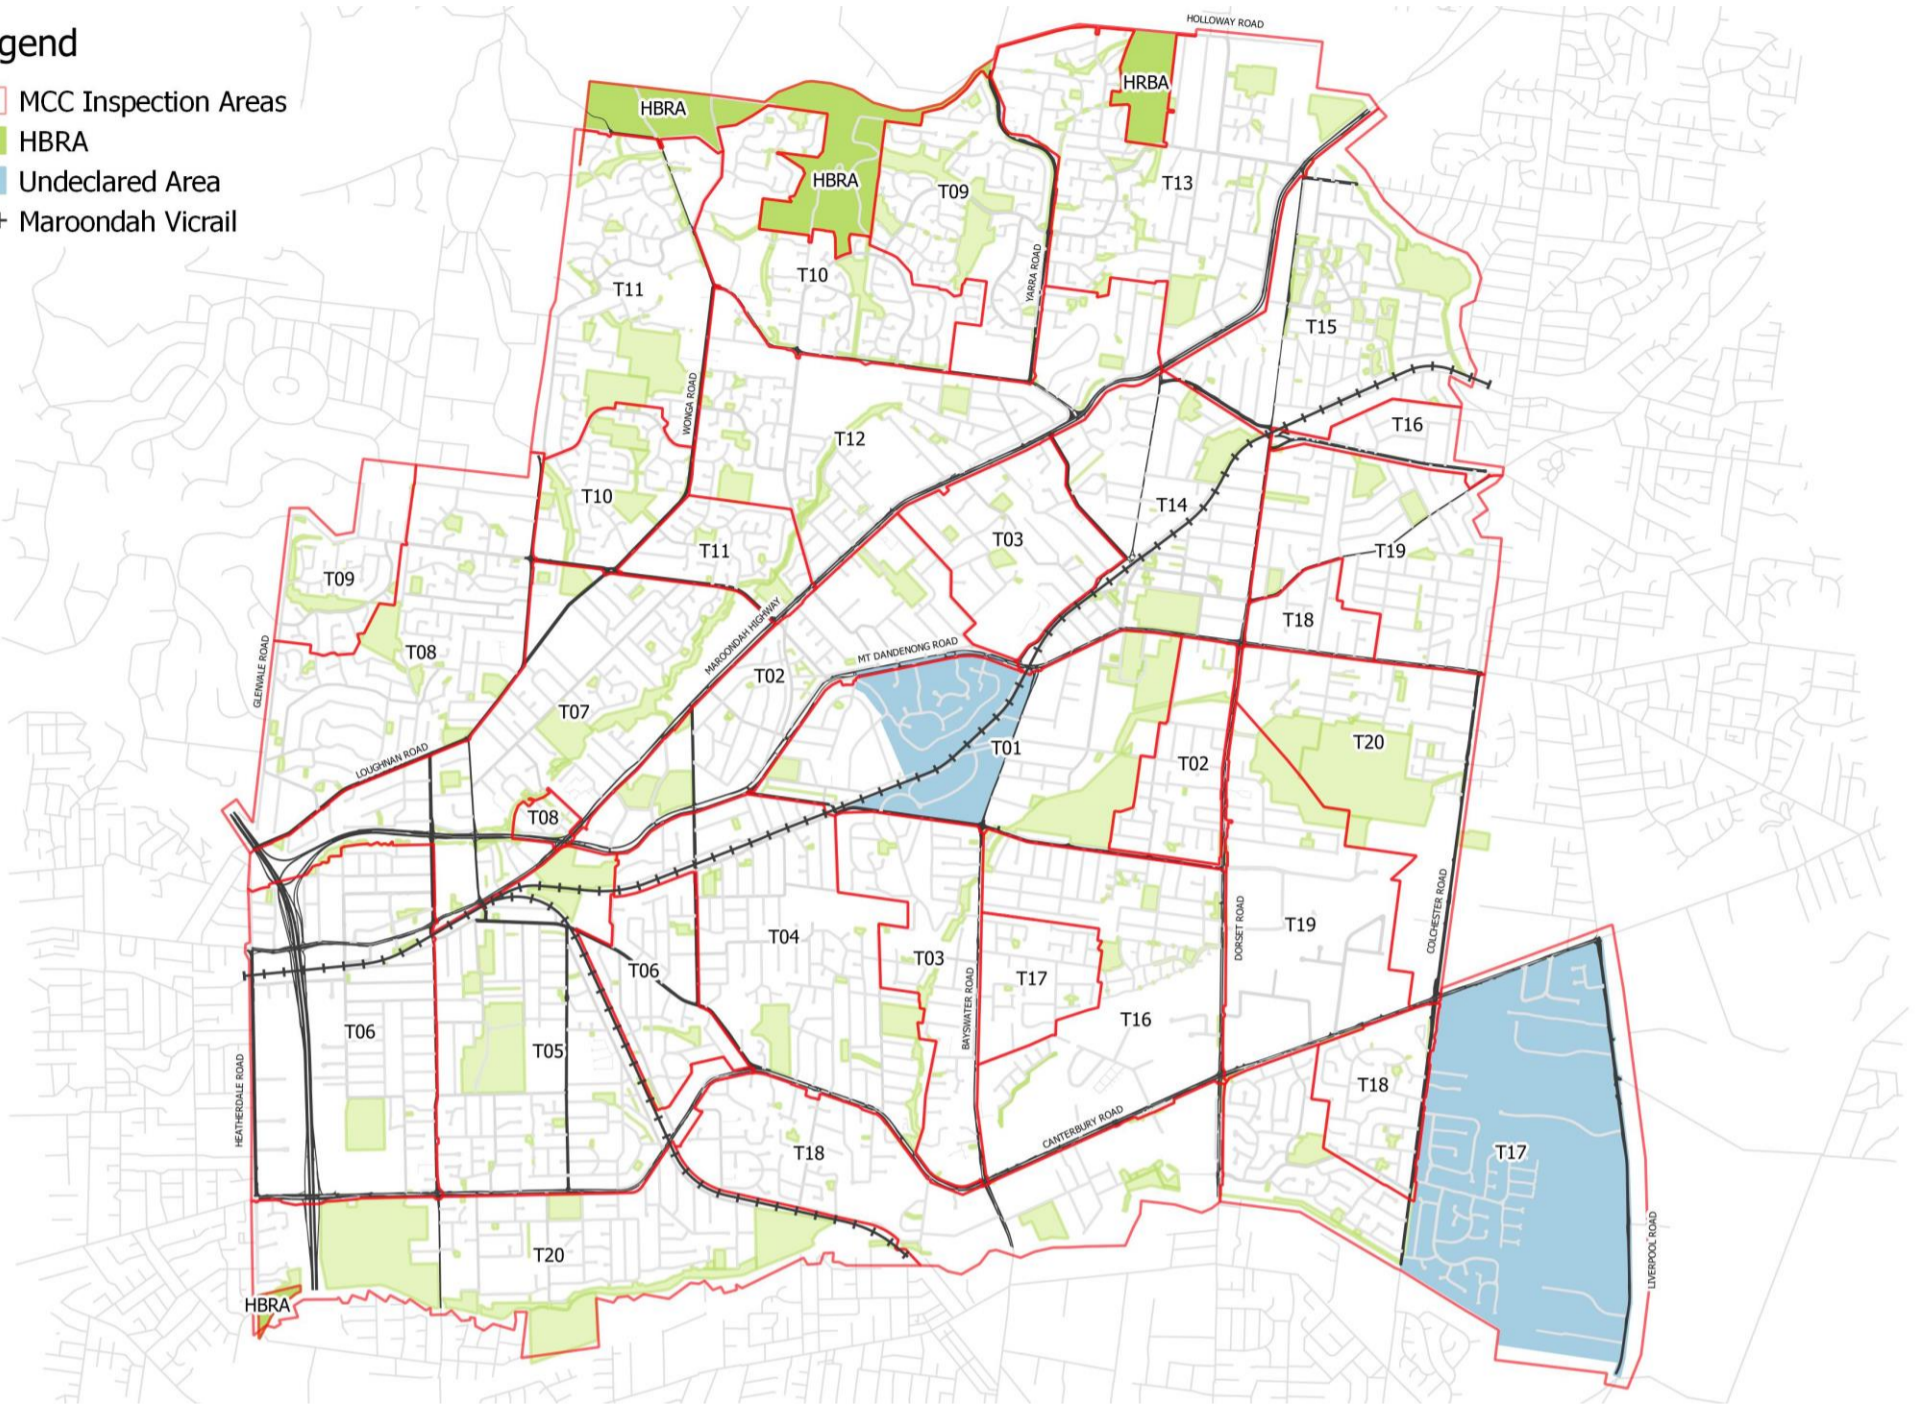 gend
MCC Inspection Areas
HBRA
Undeclared Area
Maroondah Vicrail
HOLLOWAY ROAD
HBRA
HRBA
HBRA
T09
T13
T11
T10
YARRA ROAD
T15
WONGA ROAD
T12
T16
T10
T14
T11
T03
T19
T09
T08
T18
GLENVALE ROAD
MAROONDAH HIGHWAY
MT DANDENONG ROAD
T02
T07
T01
T02
T20
LOUGHNAN ROAD
T08
T04
T03
T06
T17
T19
DORSET ROAD
COLCHESTER ROAD
BAYSWATER ROAD
T06
T05
T16
HEATHERDALE ROAD
T18
CANTERBURY ROAD
T18
T17
T20
LIVERPOOL ROAD
HBRA